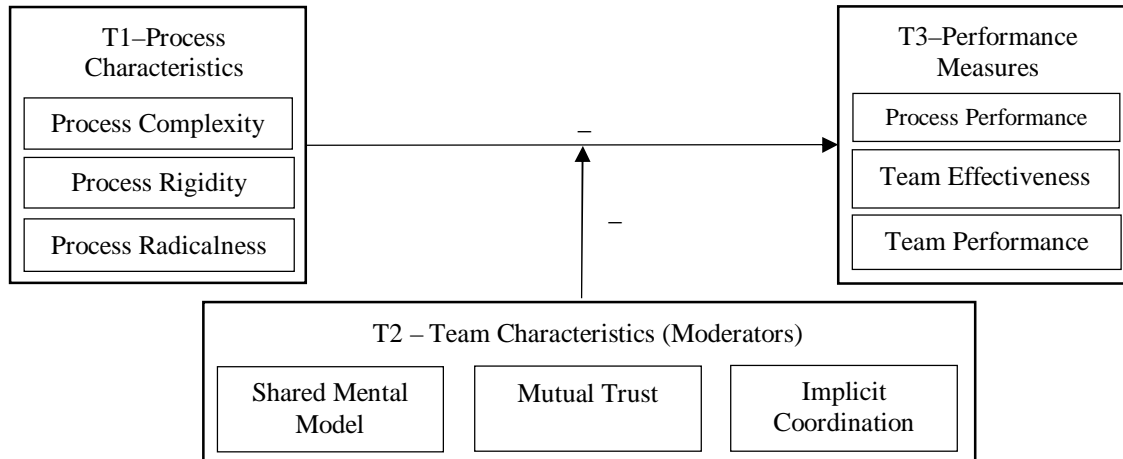 T1–Process
Characteristics
Process Complexity
Process Rigidity
Process Radicalness
–
–
T3–Performance
Measures
Process Performance
Team Effectiveness
Team Performance
T2 – Team Characteristics (Moderators)
Shared Mental
Model
Mutual Trust
Implicit
Coordination